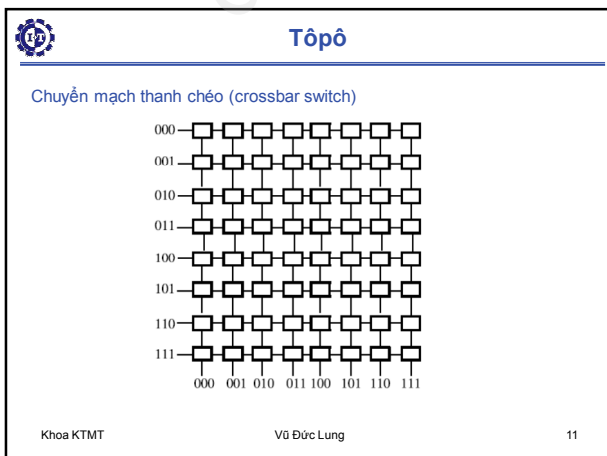 Tôpô
Chuyển mạch thanh chéo (crossbar switch)
000
001
010
011
100
101
110
111
000 001 010 011 100 101 110 111
Khoa KTMT Vũ Đức Lung 11